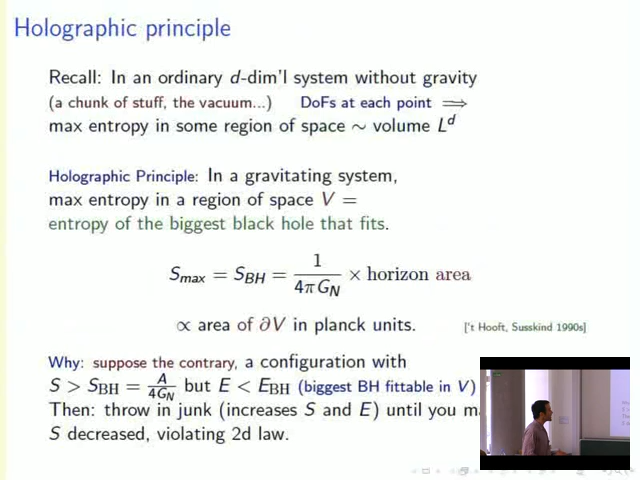 Holographic principle
Recall: In an ordinary d-dim'l system without gravity
(a chunk of stuff, the vacuum...) DoFs at each point ⟹
max entropy in some region of space ∼ volume L^d
Holographic Principle: In a gravitating system,
max entropy in a region of space V =
entropy of the biggest black hole that fits.
S_max = S_BH = 1/(4πG_N) × horizon area
∝ area of ∂V in planck units. ['t Hooft, Susskind 1990s]
Why: suppose the contrary, a configuration with
S > S_BH = A/(4G_N) but E < E_BH (biggest BH fittable in V)
Then: throw in junk (increases S and E) until you
S decreased, violating 2d law.